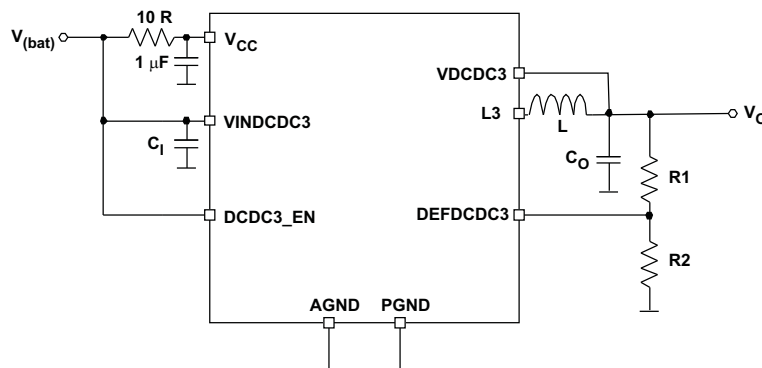 10 R
V(bat)
VCC
1 μF
VDCDC3
VINDCDC3
L3
L
VO
CI
CO
R1
DCDC3_EN
DEFDCDC3
R2
AGND PGND